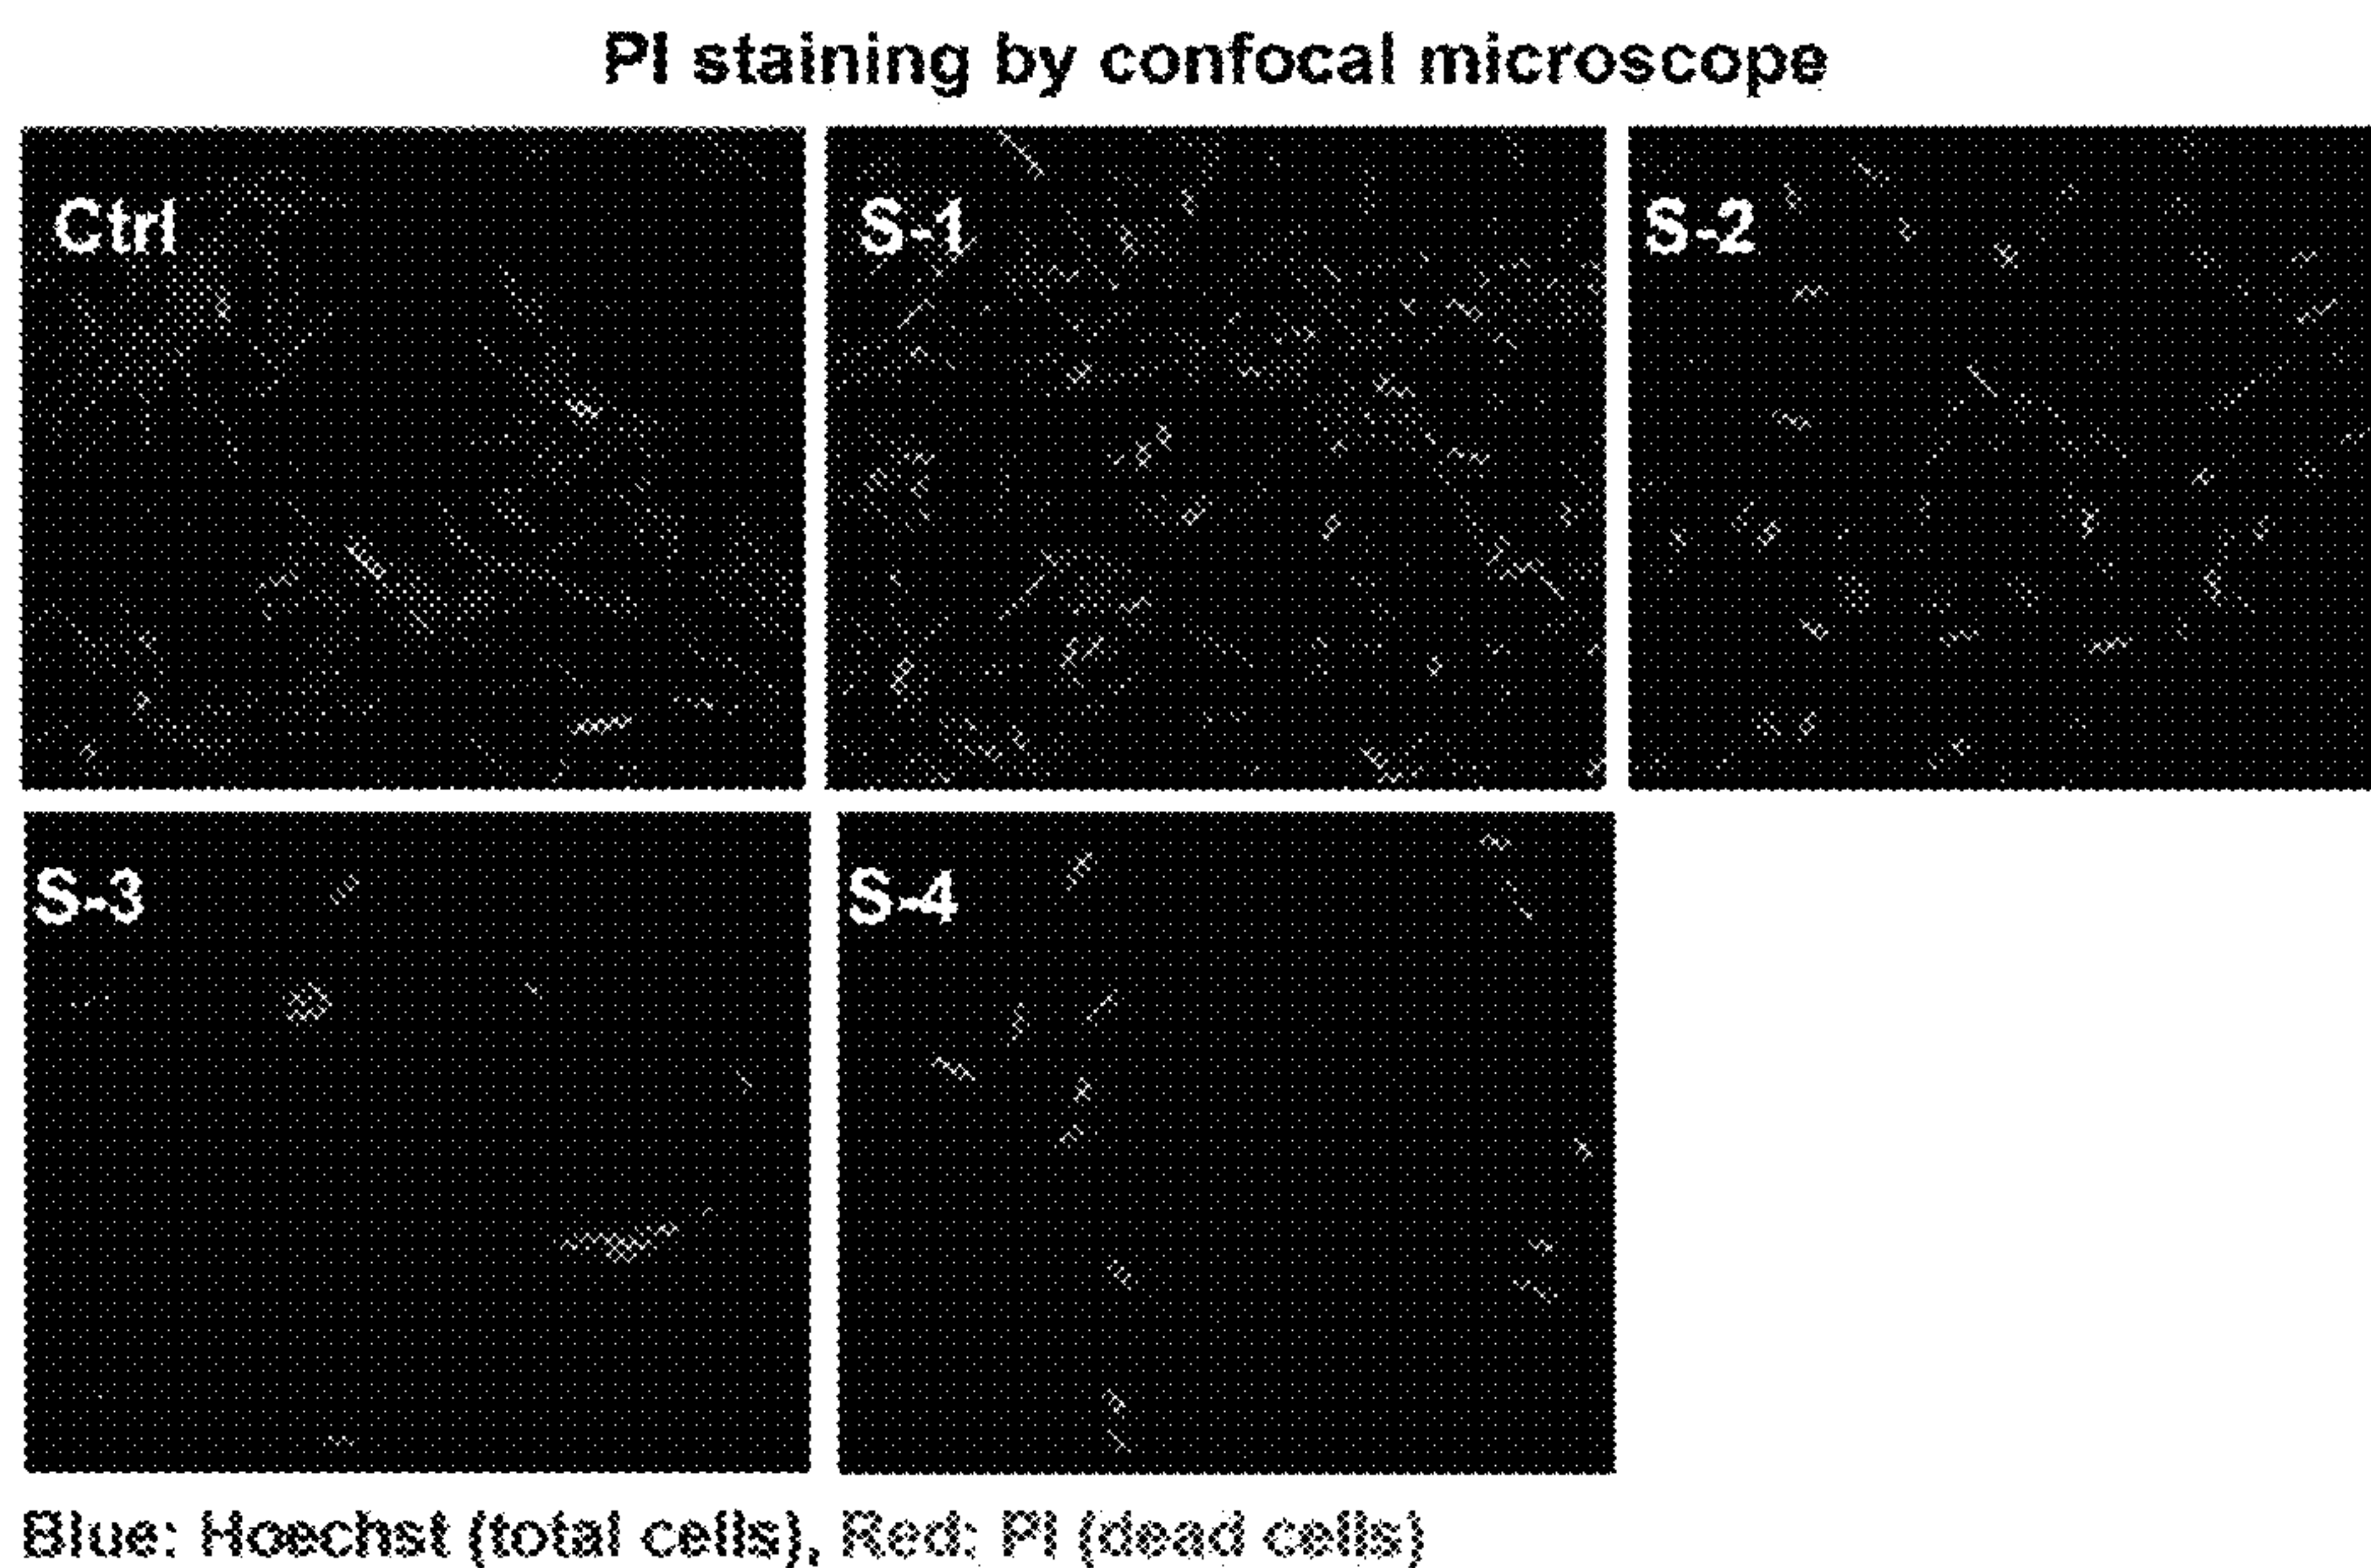 PI staining by confocal microscope
Ctrl
S-1
S-2
S-3
S-4
Blue: Hoechst (total cells), Red: PI (dead cells)